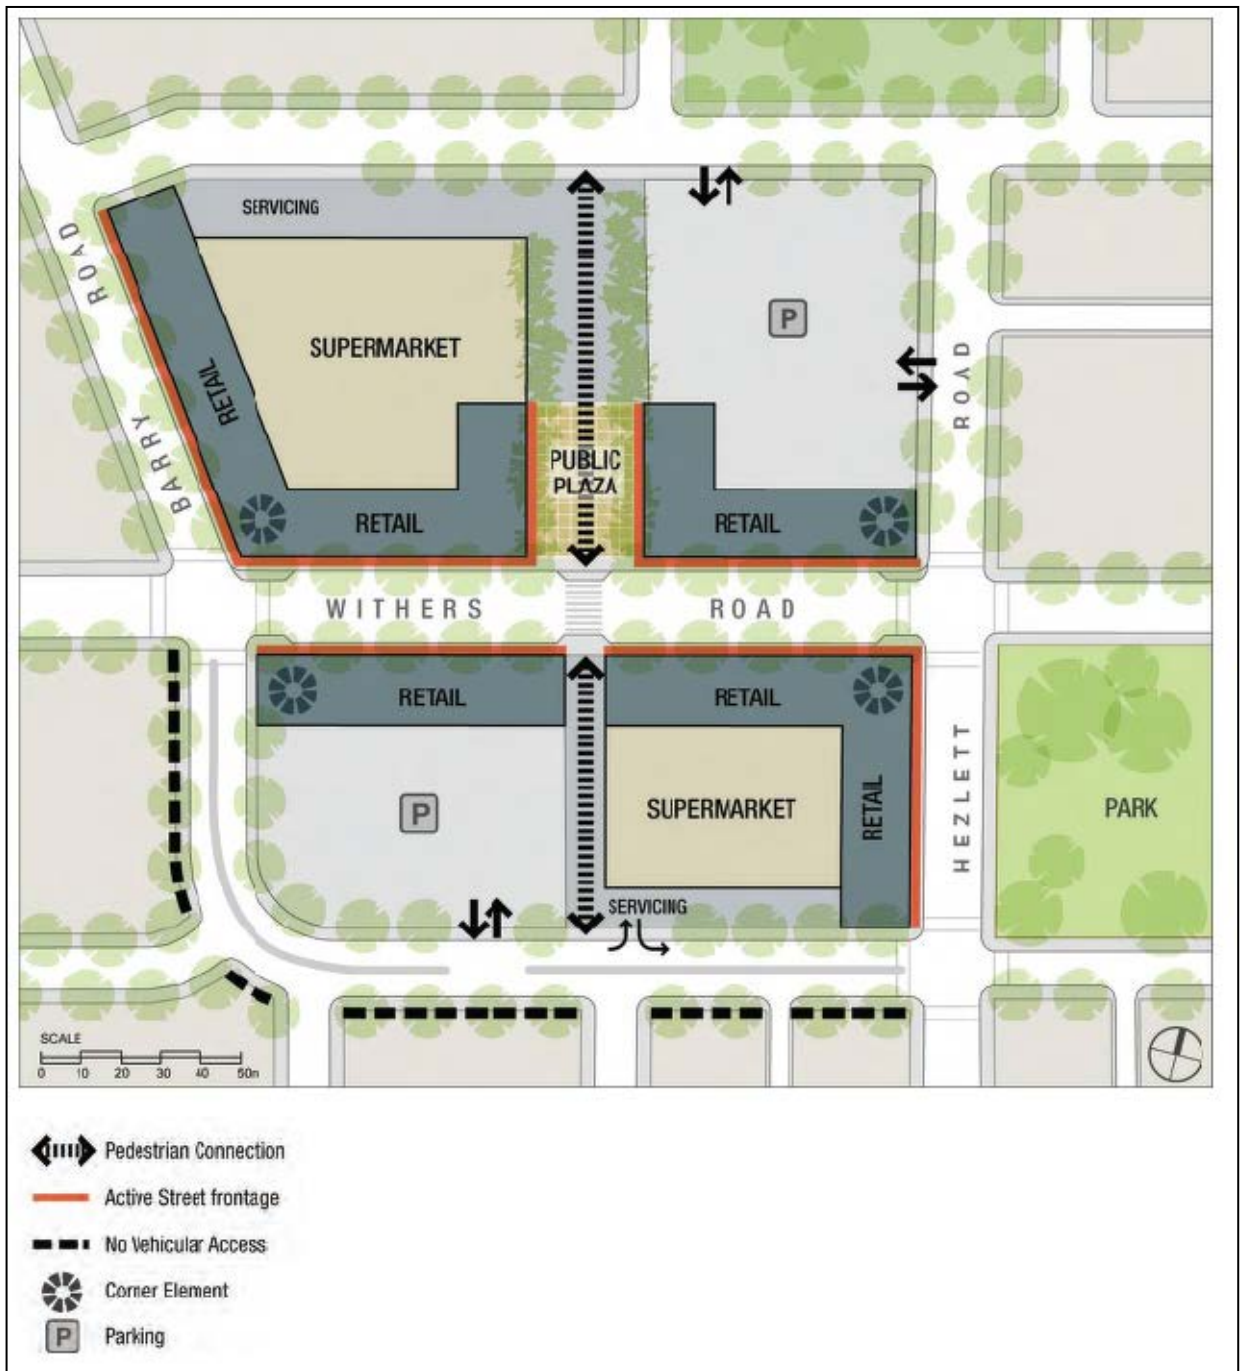 SERVICING
ROAD
P
SUPERMARKET
ROAD
RETAIL
BARRY
PUBLIC
PLAZA
RETAIL
RETAIL
WITHERS ROAD
RETAIL
RETAIL
HEZLETT
P
SUPERMARKET
RETAIL
PARK
SERVICING
SCALE
0 10 20 30 40 50m
Pedestrian Connection
Active Street frontage
No Vehicular Access
Corner Element
P Parking